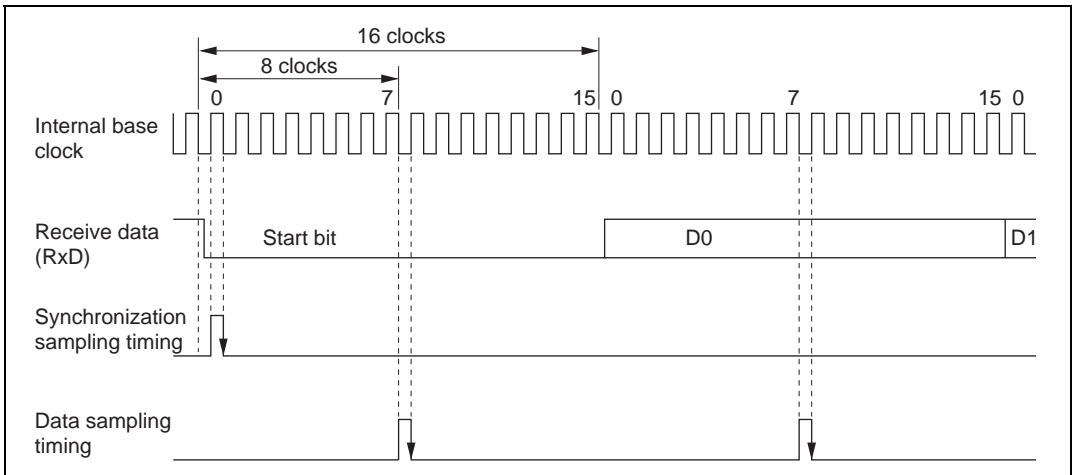 16 clocks
8 clocks
0 7 15 0 7 15 0
Internal base
clock
Receive data
(RxD)
Start bit D0 D1
Synchronization
sampling timing
Data sampling
timing